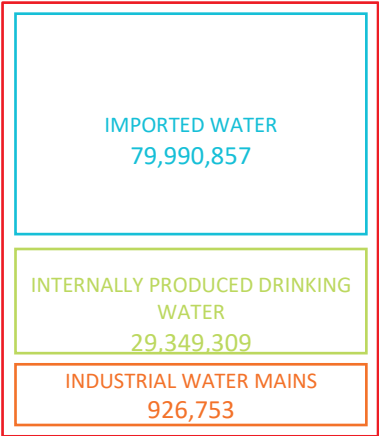 IMPORTED WATER
79,990,857
INTERNALLY PRODUCED DRINKING
WATER
29,349,309
INDUSTRIAL WATER MAINS
926,753